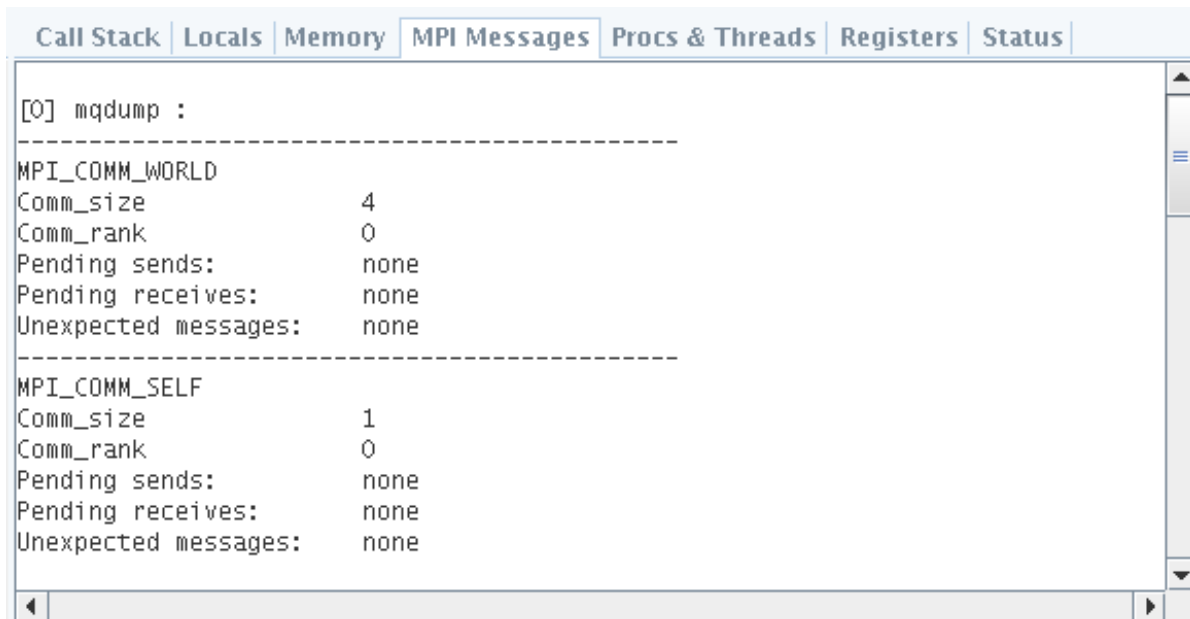 Call Stack Locals Memory MPI Messages Procs & Threads Registers Status
[0] mqdump :
----------------------------------------------
MPI_COMM_WORLD
Comm_size 4
Comm_rank 0
Pending sends: none
Pending receives: none
Unexpected messages: none
----------------------------------------------
MPI_COMM_SELF
Comm_size 1
Comm_rank 0
Pending sends: none
Pending receives: none
Unexpected messages: none